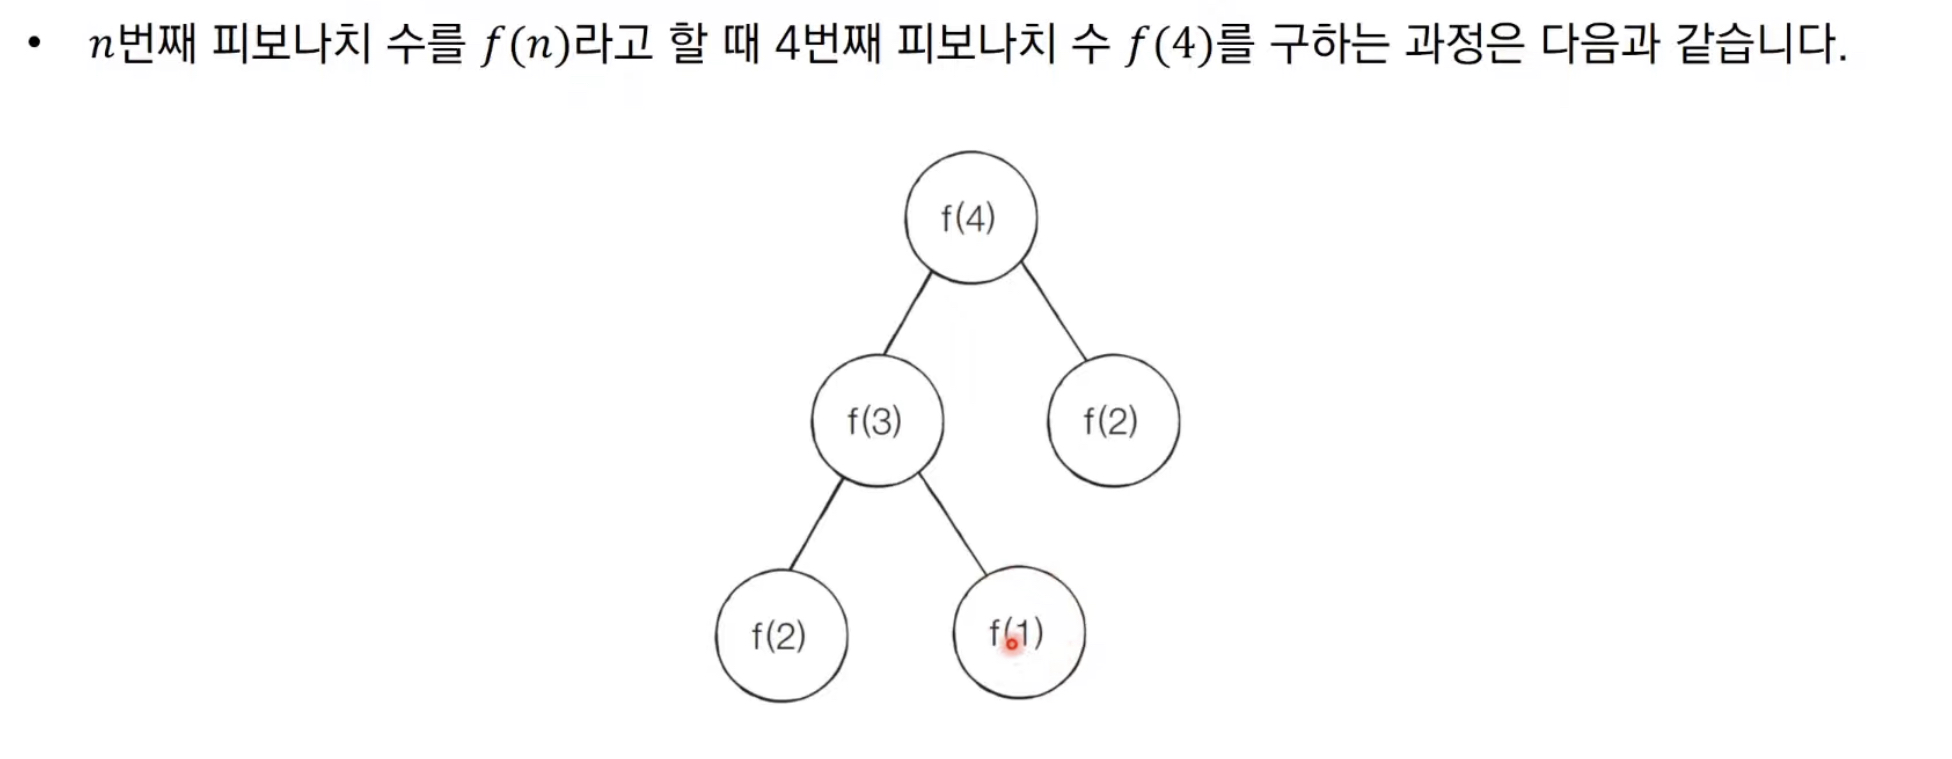 • n번째 피보나치 수를 f(n)라고 할 때 4번째 피보나치 수 f(4)를 구하는 과정은 다음과 같습니다.
f(4)
f(3) f(2)
f(2) f(1)